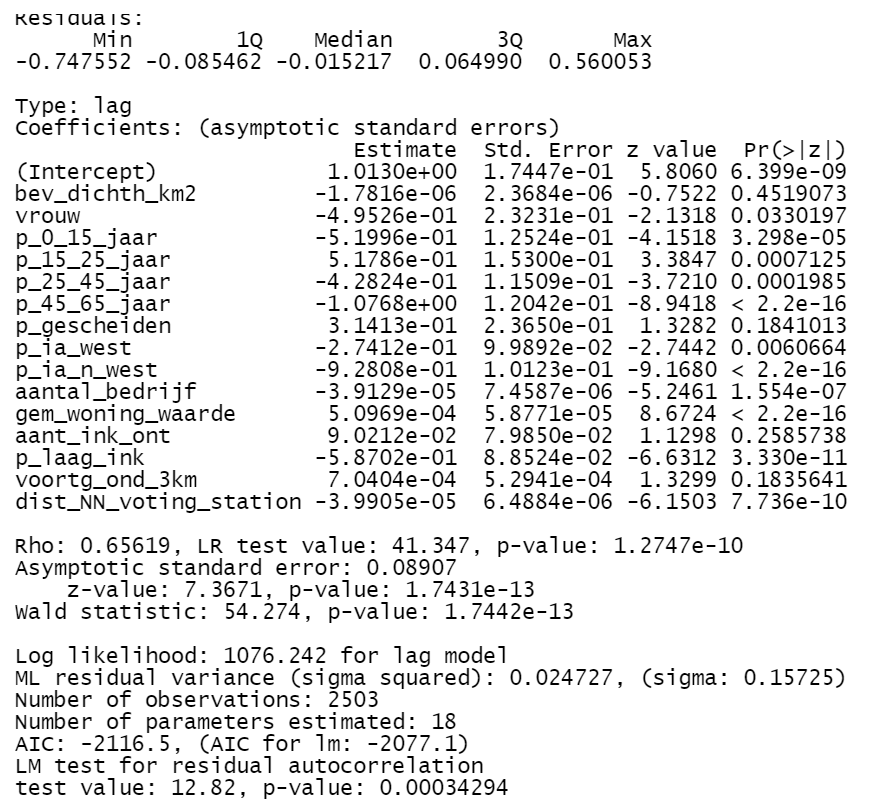 Residuals:
Min 1Q Median 3Q Max
-0.747552 -0.085462 -0.015217 0.064990 0.560053
Type: lag
Coefficients: (asymptotic standard errors)
Estimate Std. Error z value Pr(>|z|)
(Intercept) 1.0130e+00 1.7447e-01 5.8060 6.399e-09
bev_dichth_km2 -1.7816e-06 2.3684e-06 -0.7522 0.4519073
vrouw -4.9526e-01 2.3231e-01 -2.1318 0.0330197
p_0_15_jaar -5.1996e-01 1.2524e-01 -4.1518 3.298e-05
p_15_25_jaar 5.1786e-01 1.5300e-01 3.3847 0.0007125
p_25_45_jaar -4.2824e-01 1.1509e-01 -3.7210 0.0001985
p_45_65_jaar -1.0768e+00 1.2042e-01 -8.9418 < 2.2e-16
p_gescheiden 3.1413e-01 2.3650e-01 1.3282 0.1841013
p_ia_west -2.7412e-01 9.9892e-02 -2.7442 0.0060664
p_ia_n_west -9.2808e-01 1.0123e-01 -9.1680 < 2.2e-16
aantal_bedrijf -3.9129e-05 7.4587e-06 -5.2461 1.554e-07
gem_woning_waarde 5.0969e-04 5.8771e-05 8.6724 < 2.2e-16
aant_ink_ont 9.0212e-02 7.9850e-02 1.1298 0.2585738
p_laag_ink -5.8702e-01 8.8524e-02 -6.6312 3.330e-11
voortg_ond_3km 7.0404e-04 5.2941e-04 1.3299 0.1835641
dist_NN_voting_station -3.9905e-05 6.4884e-06 -6.1503 7.736e-10
Rho: 0.65619, LR test value: 41.347, p-value: 1.2747e-10
Asymptotic standard error: 0.08907
z-value: 7.3671, p-value: 1.7431e-13
Wald statistic: 54.274, p-value: 1.7442e-13
Log likelihood: 1076.242 for lag model
ML residual variance (sigma squared): 0.024727, (sigma: 0.15725)
Number of observations: 2503
Number of parameters estimated: 18
AIC: -2116.5, (AIC for lm: -2077.1)
LM test for residual autocorrelation
test value: 12.82, p-value: 0.00034294